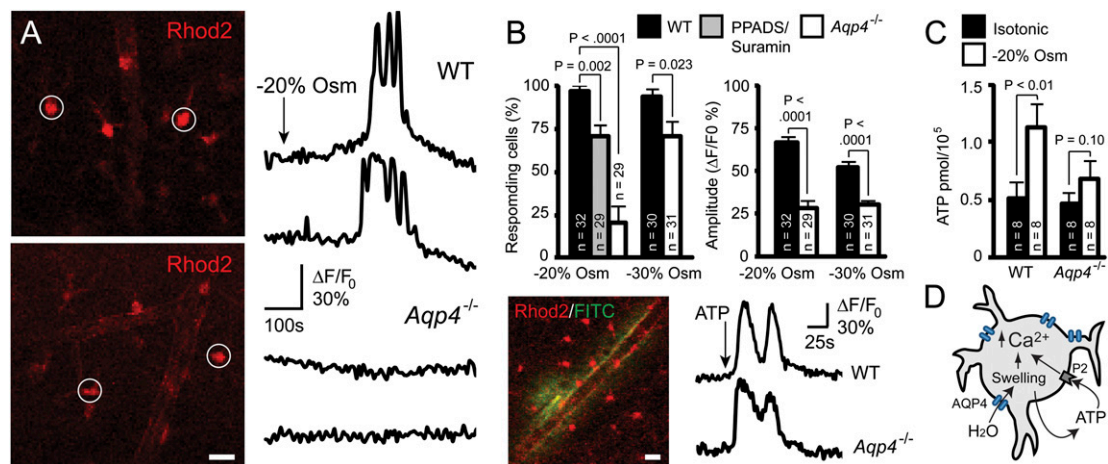 A
Rhod2
-20% Osm
WT
Rhod2
ΔF/F0
30%
100s
Aqp4-/-
B
WT
PPADS/
Suramin
Aqp4-/-
P < .0001
P = 0.002
P = 0.023
Respomding cells (%)
100
75
50
25
0
n = 32
n = 29
n = 29
n = 30
n = 31
-20% Osm
-30% Osm
Amplitude (ΔF/F0 %)
100
75
50
25
0
P <
.0001
P <
.0001
n = 32
n = 29
n = 30
n = 31
-20% Osm
-30% Osm
Rhod2/FITC
ATP
ΔF/F0
30%
25s
WT
Aqp4-/-
C
Isotonic
-20% Osm
ATP pmol/10^5
1.5
1.0
0.5
0.0
P < 0.01
P = 0.10
n = 8
n = 8
n = 8
n = 8
WT
Aqp4-/-
D
Ca2+
Swelling
P2
AQP4
H2O
ATP